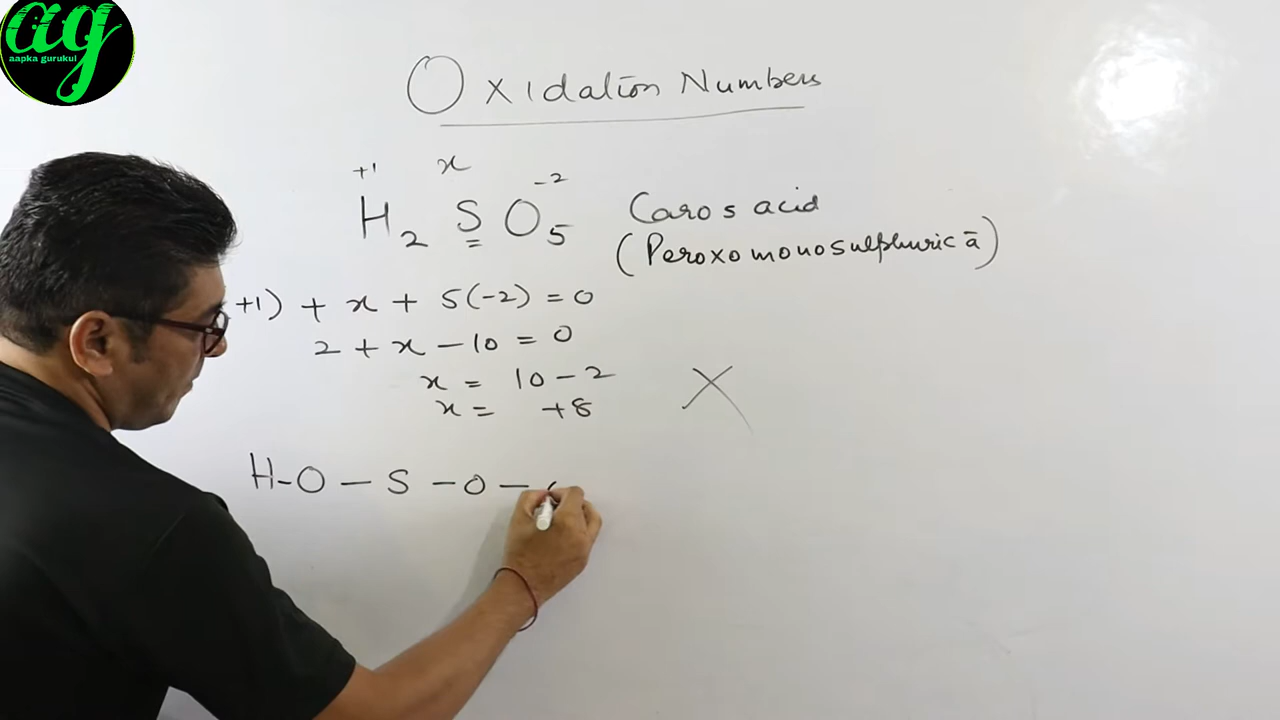 ag
aapka gurukul
Oxidation Numbers
+1 x -2
H2 S O5 Caros acid
(Peroxomonosulphuric ā)
+1) + x + 5(-2) = 0
2 + x - 10 = 0
x = 10 - 2
x = +8 X
H-O-S-O-